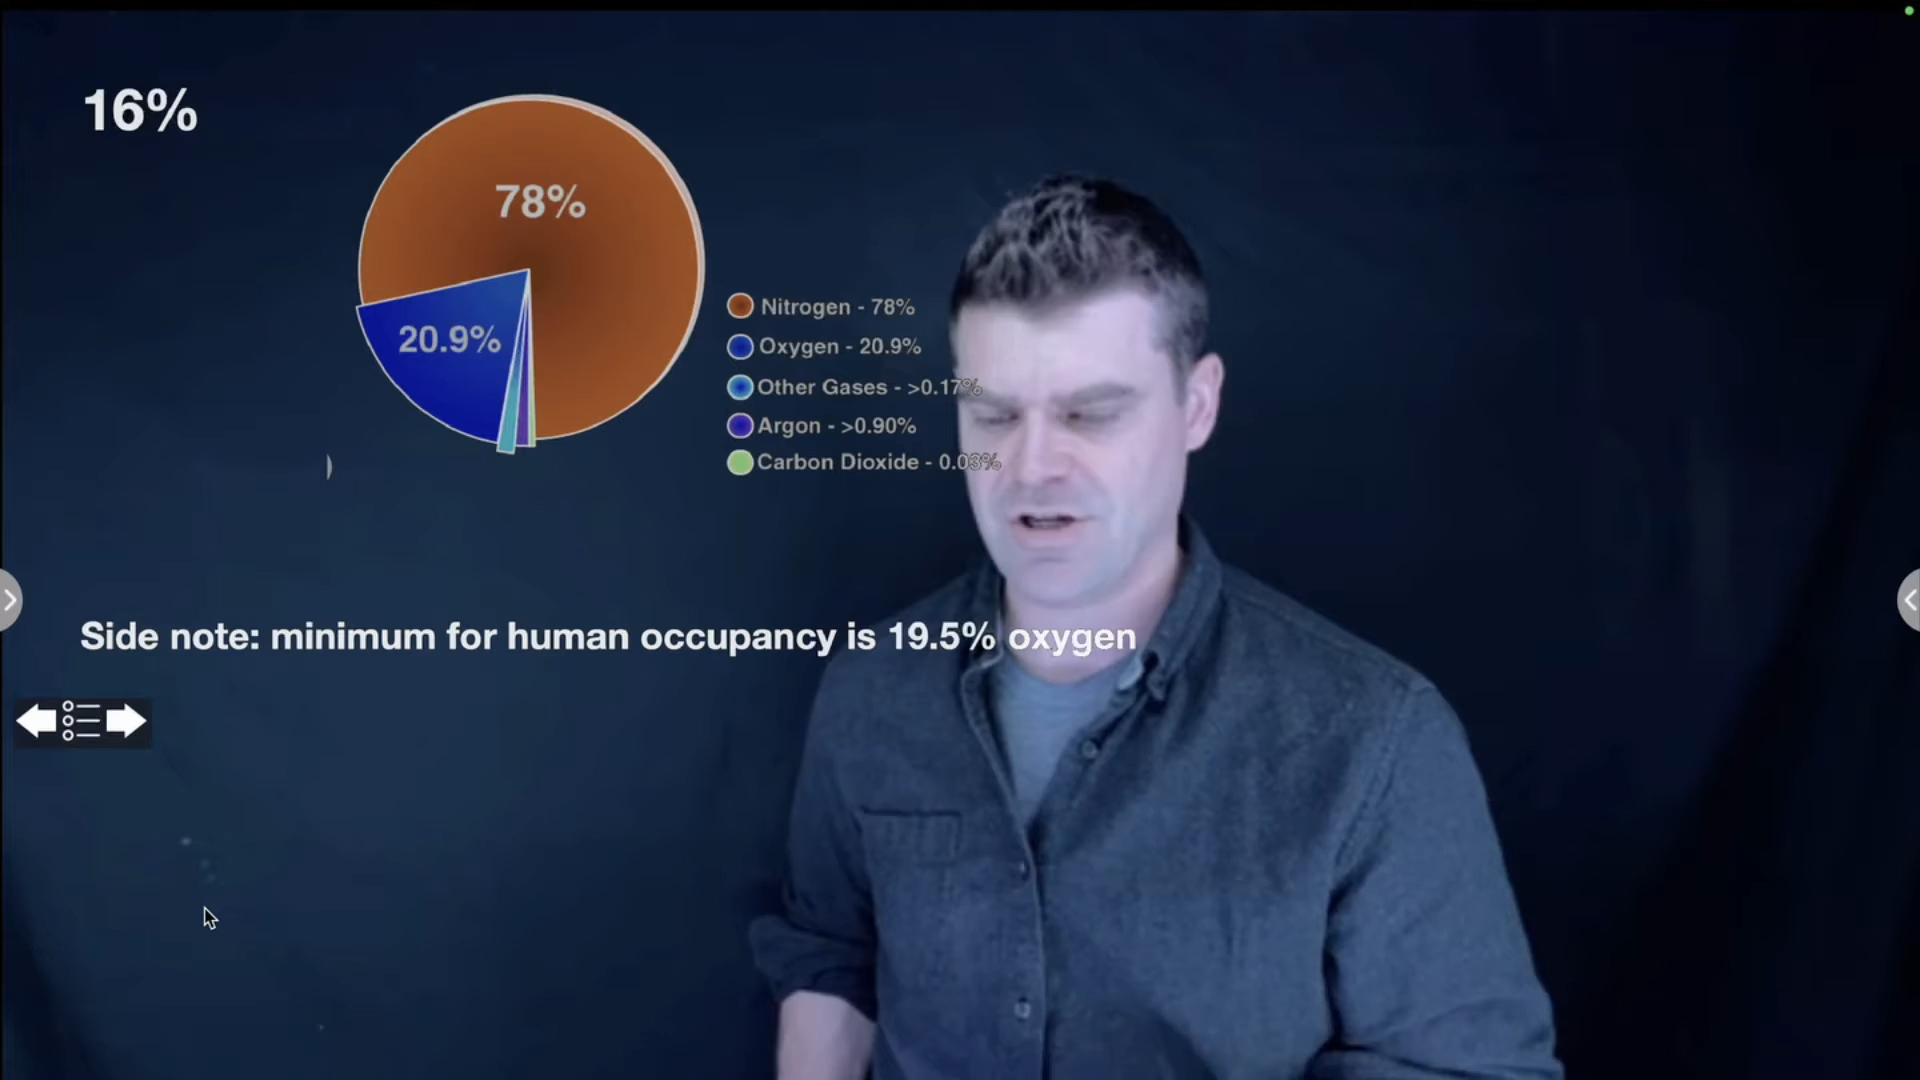 16%
78%
20.9%
Nitrogen - 78%
Oxygen - 20.9%
Other Gases - >0.17%
Argon - >0.90%
Carbon Dioxide - 0.03%
Side note: minimum for human occupancy is 19.5% oxygen